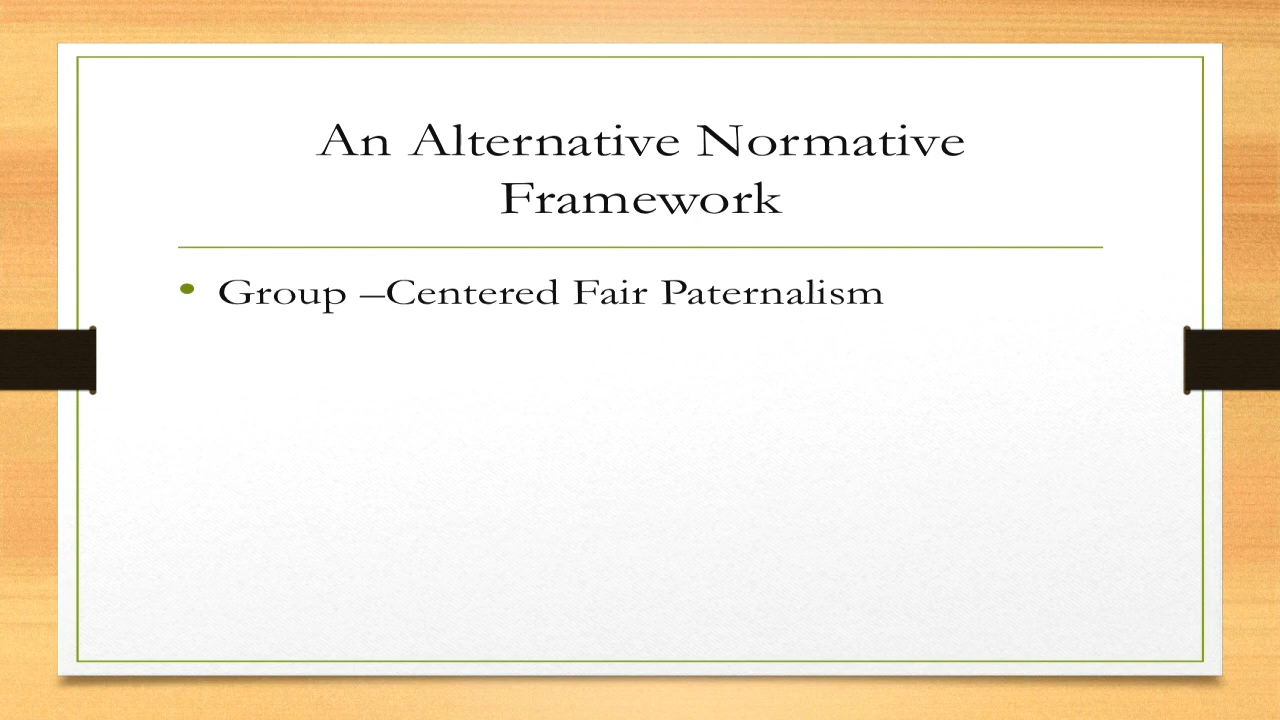 An Alternative Normative
Framework
• Group –Centered Fair Paternalism